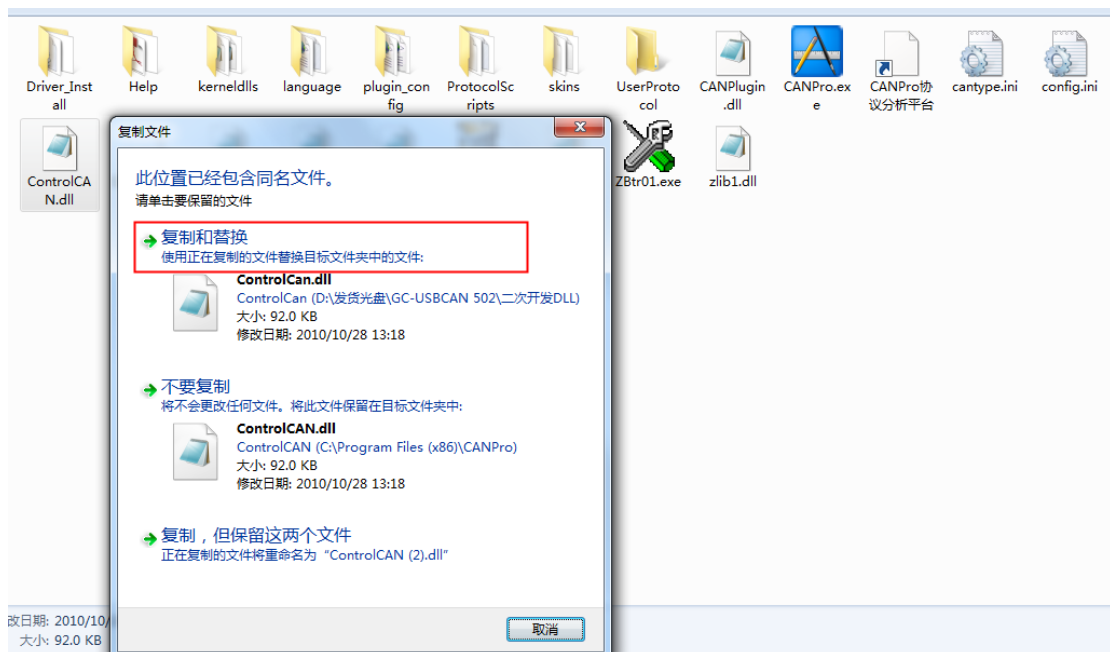 Driver_Inst
all
Help
kerneldlls
language
plugin_con
fig
ProtocolSc
ripts
skins
UserProto
col
CANPlugin
.dll
CANPro.ex
e
CANPro协
议分析平台
cantype.ini
config.ini
ControlCA
N.dll
ZBtr01.exe
zlib1.dll
复制文件
此位置已经包含同名文件。
请单击要保留的文件
复制和替换
使用正在复制的文件替换目标文件夹中的文件:
ControlCan.dll
ControlCan (D:\发货光盘\GC-USBCAN 502\二次开发DLL)
大小: 92.0 KB
修改日期: 2010/10/28 13:18
不要复制
将不会更改任何文件。将此文件保留在目标文件夹中:
ControlCAN.dll
ControlCAN (C:\Program Files (x86)\CANPro)
大小: 92.0 KB
修改日期: 2010/10/28 13:18
复制，但保留这两个文件
正在复制的文件将重命名为 “ControlCAN (2).dll”
取消
改日期: 2010/10/
大小: 92.0 KB